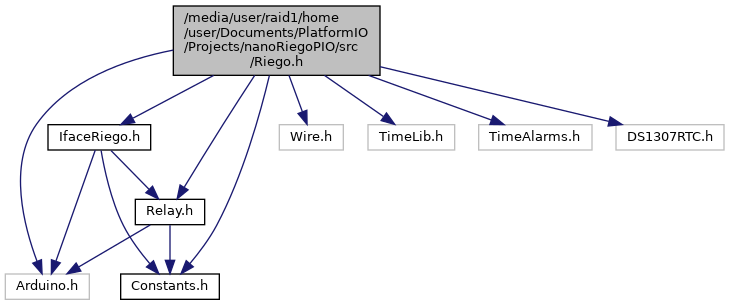 /media/user/raid1/home
/user/Documents/PlatformIO
/Projects/nanoRiegoPIO/src
/Riego.h
IfaceRiego.h
Wire.h
TimeLib.h
TimeAlarms.h
DS1307RTC.h
Relay.h
Arduino.h
Constants.h